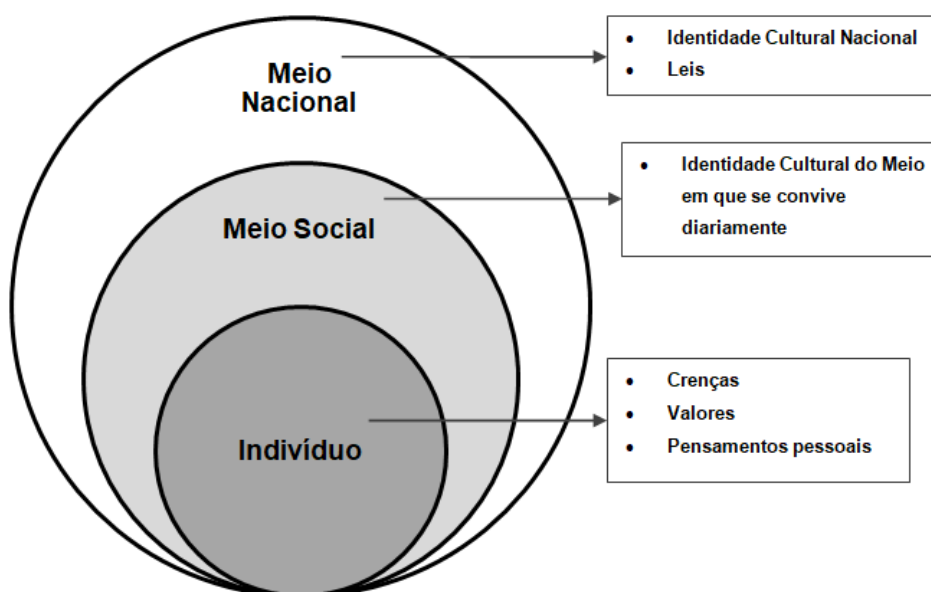 Meio
Nacional
• Identidade Cultural Nacional
• Leis
Meio Social
• Identidade Cultural do Meio
em que se convive
diariamente
Indivíduo
• Crenças
• Valores
• Pensamentos pessoais